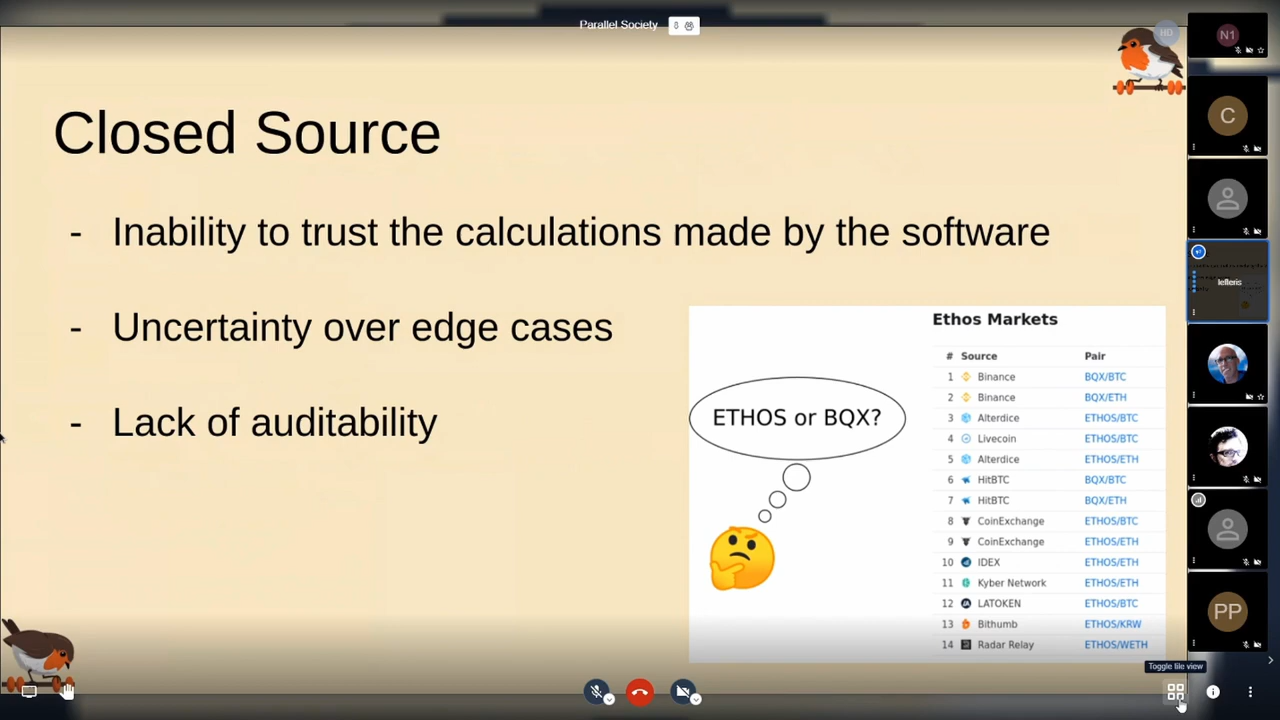 Parallel Society 8
HD
N1
Closed Source
- Inability to trust the calculations made by the software
- Uncertainty over edge cases
- Lack of auditability
ETHOS or BQX?
Ethos Markets
# Source Pair
1 Binance BQX/BTC
2 Binance BQX/ETH
3 Alterdice ETHOS/BTC
4 Livecoin ETHOS/BTC
5 Alterdice ETHOS/ETH
6 HitBTC BQX/BTC
7 HitBTC BQX/ETH
8 CoinExchange ETHOS/BTC
9 CoinExchange ETHOS/ETH
10 IDEX ETHOS/ETH
11 Kyber Network ETHOS/ETH
12 LATOKEN ETHOS/BTC
13 Bithumb ETHOS/KRW
14 Radar Relay ETHOS/WETH
C
lefteris
PP
Toggle tile view